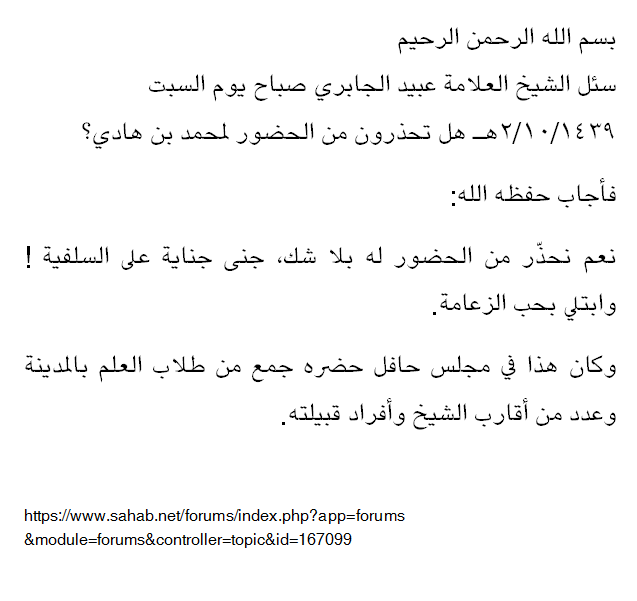 بسم الله الرحمن الرحيم
سئل الشيخ العلامة عبيد الجابري صباح يوم السبت
٢/١٠/١٤٣٩هـ هل تحذرون من الحضور لمحمد بن هادي؟
فأجاب حفظه الله:
نعم نحذّر من الحضور له بلا شك، جنى جناية على السلفية !
وابتلي بحب الزعامة.
وكان هذا في مجلس حافل حضره جمع من طلاب العلم بالمدينة
وعدد من أقارب الشيخ وأفراد قبيلته.
https://www.sahab.net/forums/index.php?app=forums
&module=forums&controller=topic&id=167099